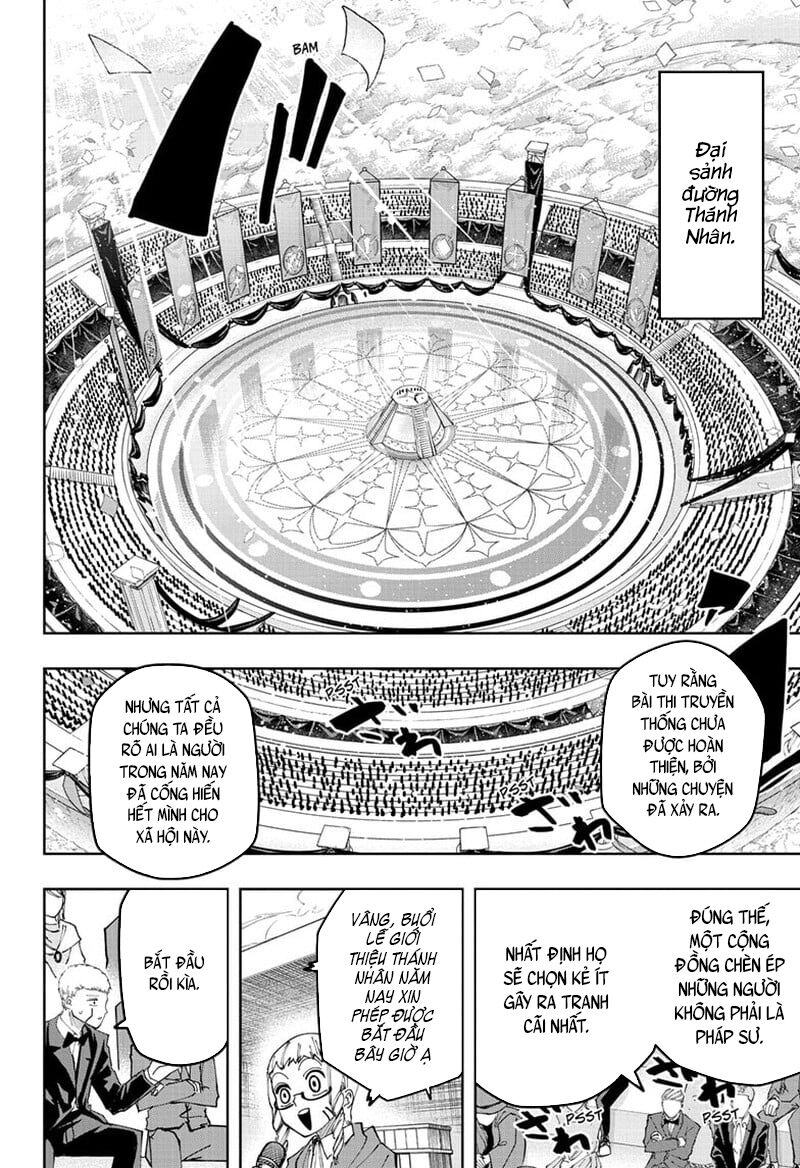 BAM
Đại
sảnh
đường
Thánh
Nhân.
TUY RẰNG
BÀI THI TRUYỀN
THỐNG CHƯA
ĐƯỢC HOÀN
THIỆN, BỞI
NHỮNG CHUYỆN
ĐÃ XẢY RA.
PSST
PSST
ざわ
ざわ
NHƯNG TẤT CẢ
CHÚNG TA ĐỀU
RÕ AI LÀ NGƯỜI
TRONG NĂM NAY
ĐÃ CỐNG HIẾN
HẾT MÌNH CHO
XÃ HỘI NÀY.
ĐÚNG THẾ,
MỘT CỘNG
ĐỒNG CHÈN ÉP
NHỮNG NGƯỜI
KHÔNG PHẢI LÀ
PHÁP SƯ.
NHẤT ĐỊNH HỌ
SẼ CHỌN KẺ ÍT
GÂY RA TRANH
CÃI NHẤT.
PSST
PSST
VÂNG, BUỔI
LỄ GIỚI
THIỆU THÁNH
NHÂN NĂM
NAY XIN
PHÉP ĐƯỢC
BẮT ĐẦU
BÂY GIỜ Ạ
BẮT ĐẦU
RỒI KÌA.